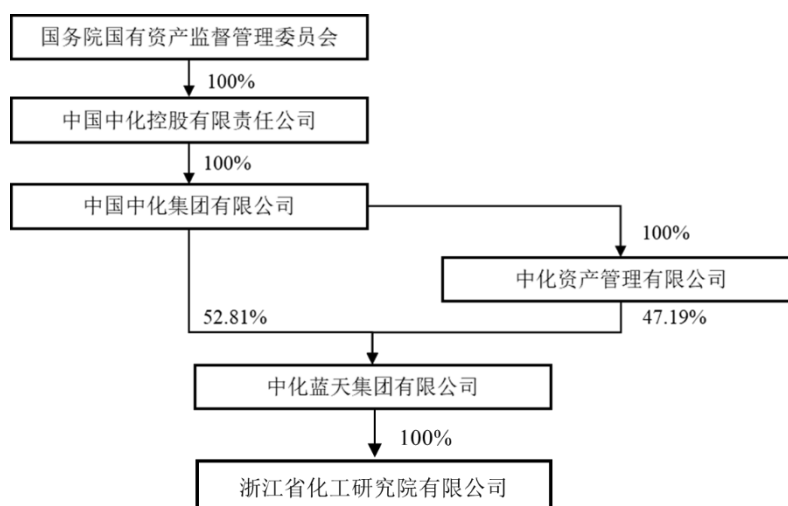 国务院国有资产监督管理委员会
100%
中国中化控股有限责任公司
100%
中国中化集团有限公司
100%
中化资产管理有限公司
52.81%
47.19%
中化蓝天集团有限公司
100%
浙江省化工研究院有限公司